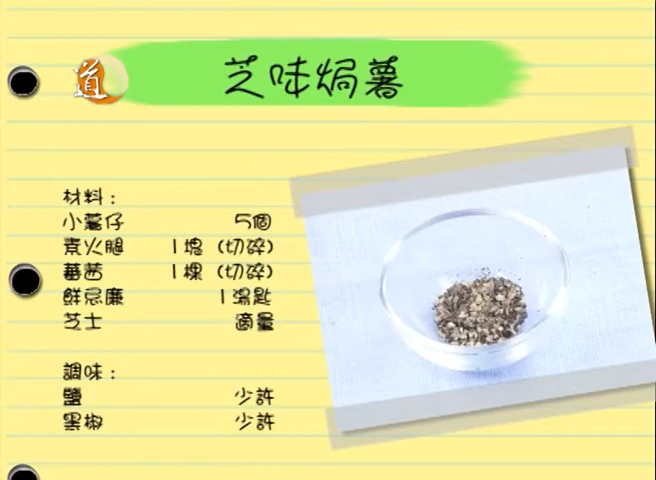 道
芝味焗薯
材料：
小薯仔 5個
素火腿 1塊（切碎）
蕃茜 1棵（切碎）
鮮忌廉 1湯匙
芝士 適量
調味：
鹽 少許
黑椒 少許